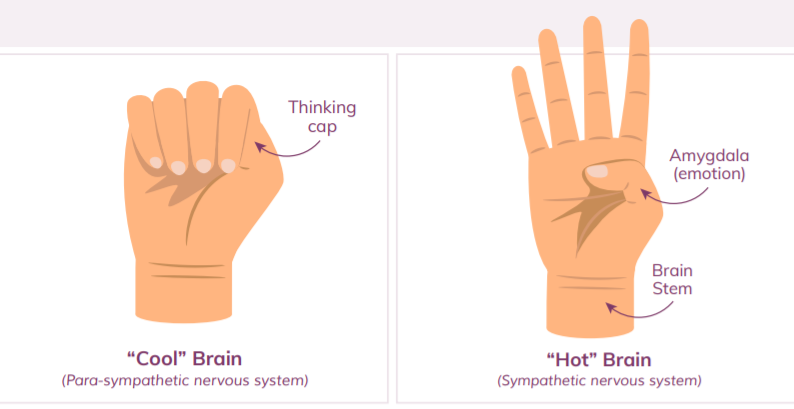 Thinking
cap
“Cool” Brain
(Para-sympathetic nervous system)
Amygdala
(emotion)
Brain
Stem
“Hot” Brain
(Sympathetic nervous system)